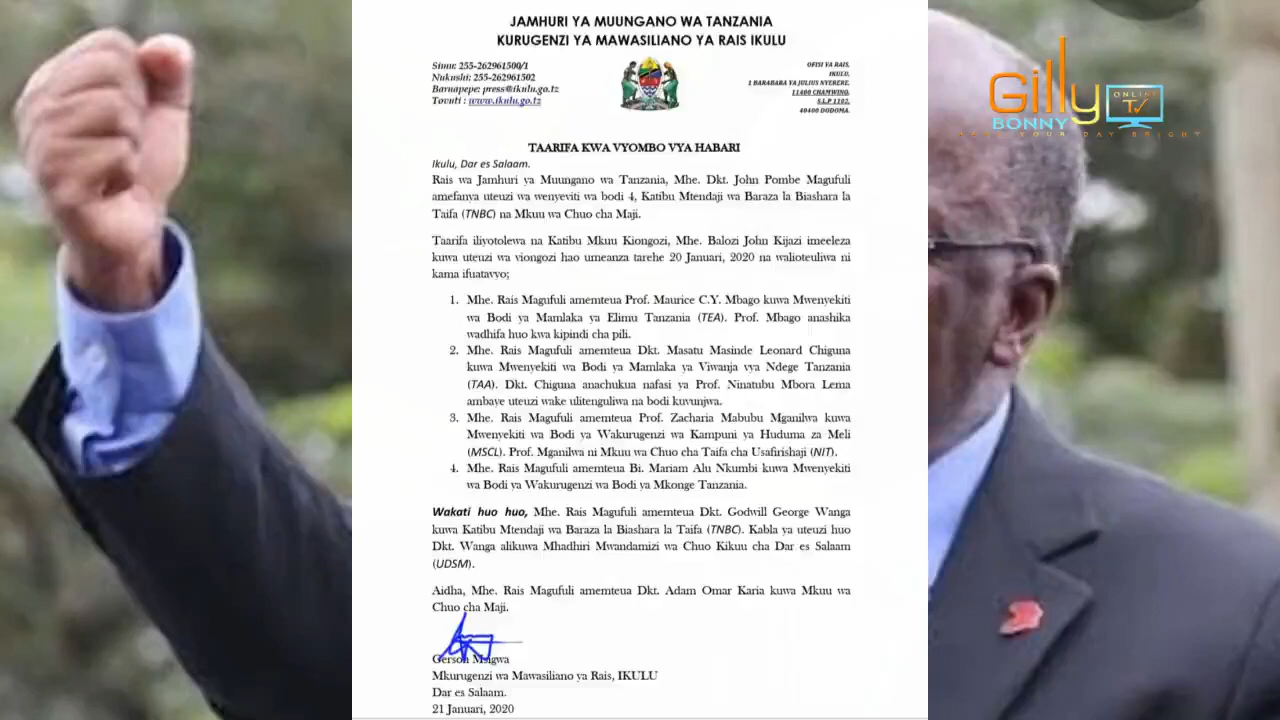 JAMHURI YA MUUNGANO WA TANZANIA
KURUGENZI YA MAWASILIANO YA RAIS IKULU
Simu: 255-262961500/1
Nukushi: 255-262961502
Baruapepe: press@ikulu.go.tz
Tovuti : www.ikulu.go.tz
OFISI YA RAIS,
IKULU,
1 BARABARA YA JULIUS NYERERE,
11400 CHAMWINO,
S.L.P 1102,
40400 DODOMA.
Gilly
BONNY
ONLINE
TV
TAARIFA KWA VYOMBO VYA HABARI
Ikulu, Dar es Salaam.
Rais wa Jamhuri ya Muungano wa Tanzania, Mhe. Dkt. John Pombe Magufuli
amefanya uteuzi wa wenyeviti wa bodi 4, Katibu Mtendaji wa Baraza la Biashara la
Taifa (TNBC) na Mkuu wa Chuo cha Maji.
Taarifa iliyotolewa na Katibu Mkuu Kiongozi, Mhe. Balozi John Kijazi imeeleza
kuwa uteuzi wa viongozi hao umeanza tarehe 20 Januari, 2020 na walioteuliwa ni
kama ifuatavyo;
1. Mhe. Rais Magufuli amemteua Prof. Maurice C.Y. Mbago kuwa Mwenyekiti
wa Bodi ya Mamlaka ya Elimu Tanzania (TEA). Prof. Mbago anashika
wadhifa huo kwa kipindi cha pili.
2. Mhe. Rais Magufuli amemteua Dkt. Masatu Masinde Leonard Chiguna
kuwa Mwenyekiti wa Bodi ya Mamlaka ya Viwanja vya Ndege Tanzania
(TAA). Dkt. Chiguna anachukua nafasi ya Prof. Ninatubu Mbora Lema
ambaye uteuzi wake ulitenguliwa na bodi kuvunjwa.
3. Mhe. Rais Magufuli amemteua Prof. Zacharia Mabubu Mganilwa kuwa
Mwenyekiti wa Bodi ya Wakurugenzi wa Kampuni ya Huduma za Meli
(MSCL). Prof. Mganilwa ni Mkuu wa Chuo cha Taifa cha Usafirishaji (NIT).
4. Mhe. Rais Magufuli amemteua Bi. Mariam Alu Nkumbi kuwa Mwenyekiti
wa Bodi ya Wakurugenzi wa Bodi ya Mkonge Tanzania.
Wakati huo huo, Mhe. Rais Magufuli amemteua Dkt. Godwill George Wanga
kuwa Katibu Mtendaji wa Baraza la Biashara la Taifa (TNBC). Kabla ya uteuzi huo
Dkt. Wanga alikuwa Mhadhiri Mwandamizi wa Chuo Kikuu cha Dar es Salaam
(UDSM).
Aidha, Mhe. Rais Magufuli amemteua Dkt. Adam Omar Karia kuwa Mkuu wa
Chuo cha Maji.
Gerson Msigwa
Mkurugenzi wa Mawasiliano ya Rais, IKULU
Dar es Salaam.
21 Januari, 2020